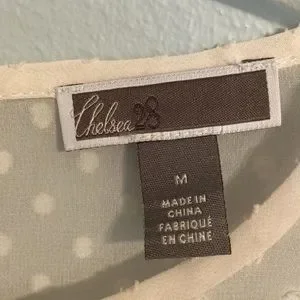 Chelsea 28
M
MADE IN
CHINA
FABRIQUÉ
EN CHINE